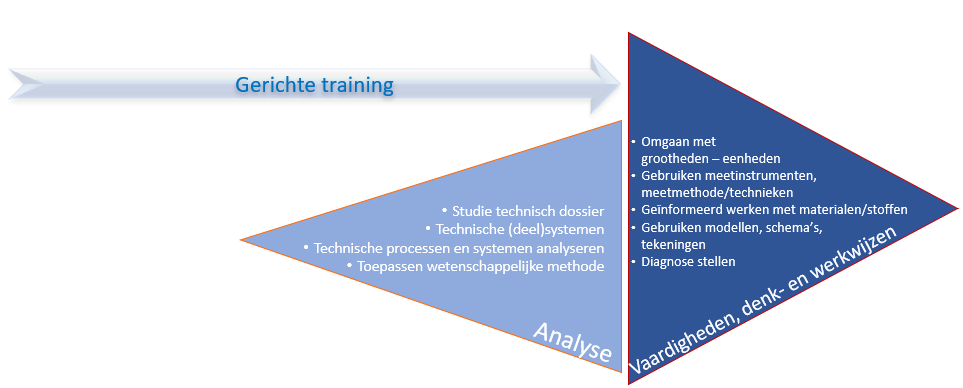 Gerichte training
• Studie technisch dossier
• Technische (deel)systemen
• Technische processen en systemen analyseren
• Toepassen wetenschappelijke methode
Analyse
• Omgaan met
grootheden – eenheden
• Gebruiken meetinstrumenten,
meetmethode/technieken
• Geïnformeerd werken met materialen/stoffen
• Gebruiken modellen, schema’s,
tekeningen
• Diagnose stellen
Vaardigheden, denk- en werkwijzen